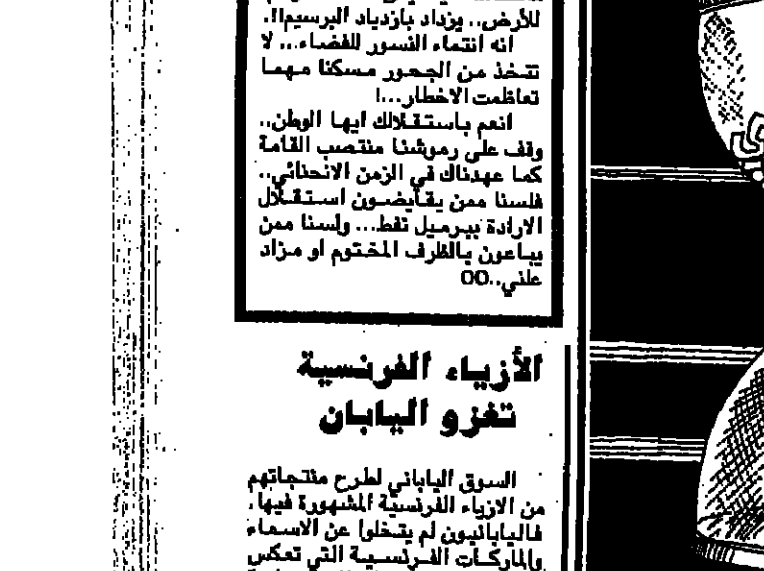 للأرض.. يزداد بازدياد البرسيم!!.
انه انتماء النسور للفضاء... لا
تتخذ من الجحور مسكنا مهما
تعاظمت الاخطار...!
انعم باستقلالك ايها الوطن..
وقف على رموشنا منتصب القامة
كما عهدناك في الزمن الانحنائي..
فلسنا ممن يقايضون استقلال
الارادة ببرميل نفط... ولسنا ممن
يباعون بالظرف المختوم او مزاد
علني..OO
الأزياء الفرنسية
تغزو اليابان
السوق الياباني لطرح منتجاتهم
من الازياء الفرنسية المشهورة فيها.
فاليابانيون لم يتخلوا عن الاسماء
والماركات الفرنسية التي تعكس